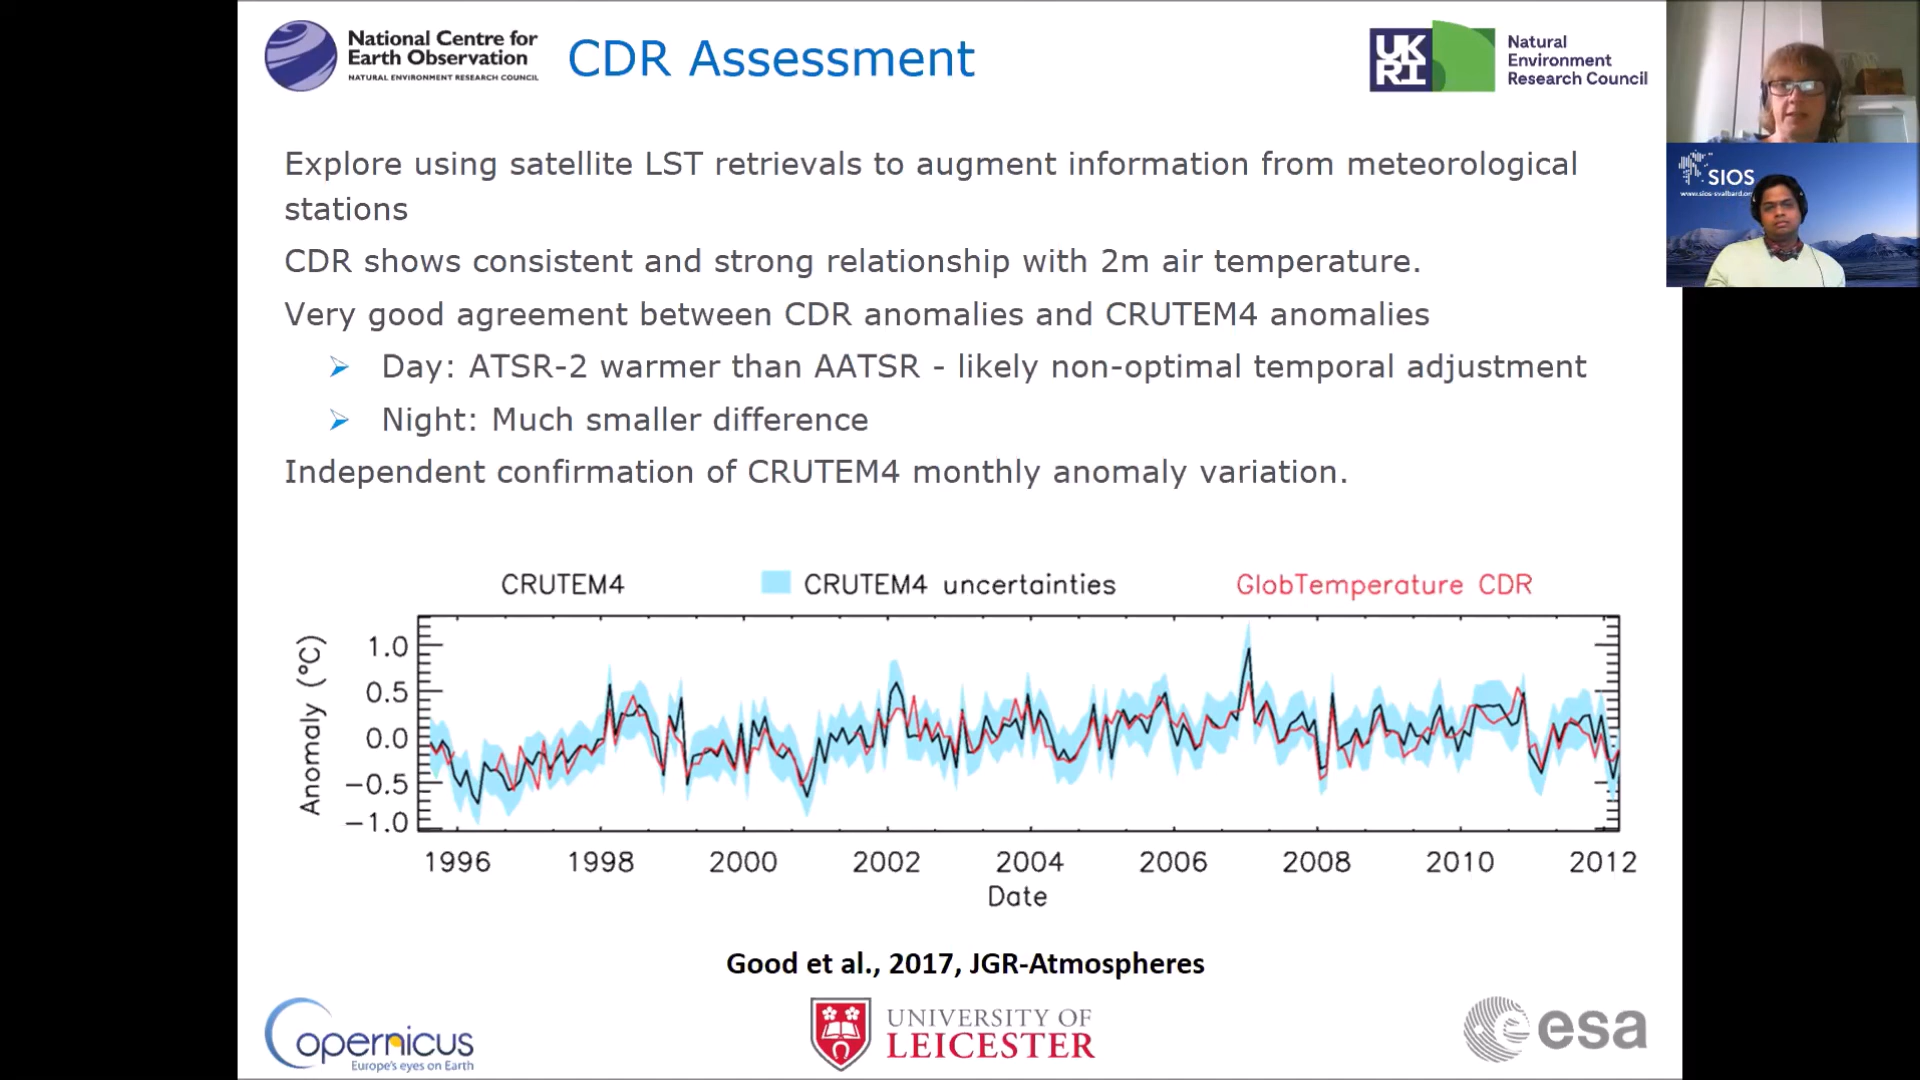 National Centre for
Earth Observation
NATURAL ENVIRONMENT RESEARCH COUNCIL
CDR Assessment
UK
RI
Natural
Environment
Research Council
SIOS
Explore using satellite LST retrievals to augment information from meteorological
stations
CDR shows consistent and strong relationship with 2m air temperature.
Very good agreement between CDR anomalies and CRUTEM4 anomalies
Day: ATSR-2 warmer than AATSR - likely non-optimal temporal adjustment
Night: Much smaller difference
Independent confirmation of CRUTEM4 monthly anomaly variation.
CRUTEM4
CRUTEM4 uncertainties
GlobTemperature CDR
Anomaly (°C)
1.0
0.5
0.0
−0.5
−1.0
1996
1998
2000
2002
2004
2006
2008
2010
2012
Date
Good et al., 2017, JGR-Atmospheres
opernicus
Europe's eyes on Earth
UNIVERSITY OF
LEICESTER
esa